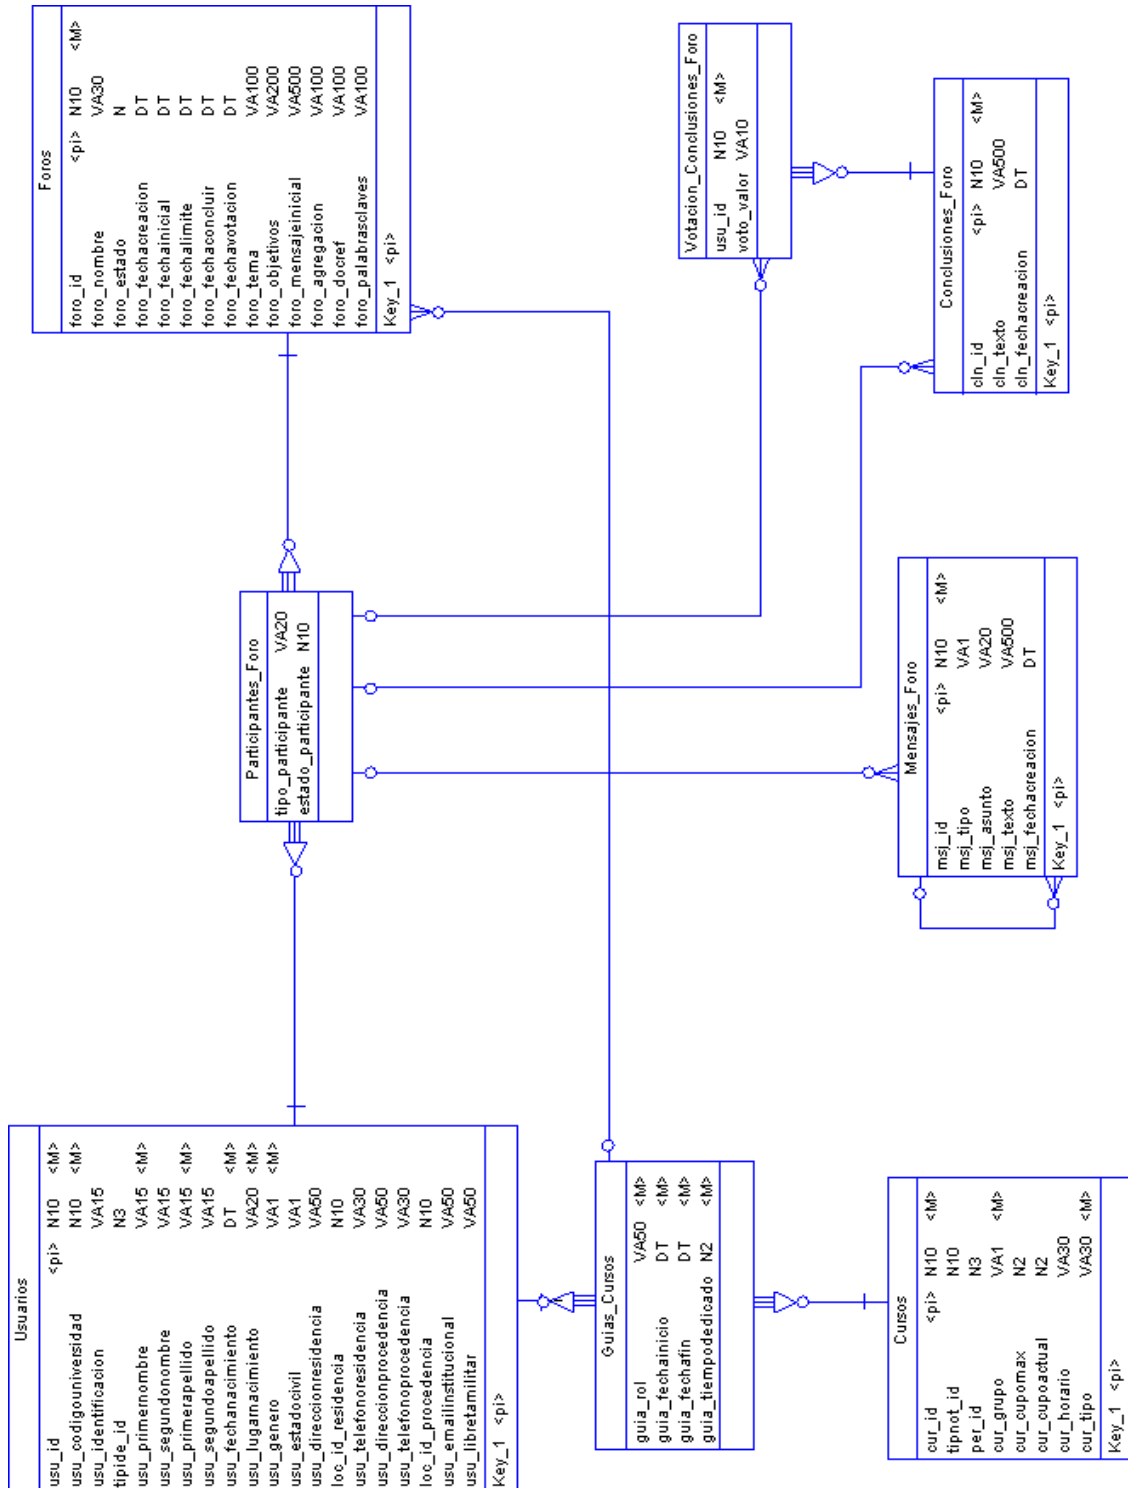 Usuarios
usu_id <pi> N10 <M>
usu_codigouniversidad N10 <M>
usu_identificacion VA15
tipide_id N3
usu_primernombre VA15 <M>
usu_segundonombre VA15
usu_primerapellido VA15 <M>
usu_segundoapellido VA15
usu_fechanacimiento DT <M>
usu_lugarnacimiento VA20 <M>
usu_genero VA1 <M>
usu_estadocivil VA1
usu_direccionresidencia VA50
loc_id_residencia N10
usu_telefonoresidencia VA30
usu_direccionprocedencia VA50
usu_telefonoprocedencia VA30
loc_id_procedencia N10
usu_emailinstitucional VA50
usu_libretamilitar VA50
Key_1 <pi>
Participantes_Foro
tipo_participante VA20
estado_participante N10
Foros
foro_id <pi> N10 <M>
foro_nombre VA30
foro_estado N
foro_fechacreacion DT
foro_fechainicial DT
foro_fechalimite DT
foro_fechaconcluir DT
foro_fechavotacion DT
foro_tema VA100
foro_objetivos VA200
foro_mensajeinicial VA500
foro_agregacion VA100
foro_docref VA100
foro_palabrasclaves VA100
Key_1 <pi>
Guias_Cursos
guia_rol VA50 <M>
guia_fechainicio DT <M>
guia_fechafin DT <M>
guia_tiempodedicado N2 <M>
Votacion_Conclusiones_Foro
usu_id N10 <M>
voto_valor VA10
Cursos
cur_id <pi> N10 <M>
tipnot_id N10
per_id N3
cur_grupo VA1 <M>
cur_cupomax N2
cur_cupoactual N2
cur_horario VA30
cur_tipo VA30 <M>
Key_1 <pi>
Mensajes_Foro
msj_id <pi> N10 <M>
msj_tipo VA1
msj_asunto VA20
msj_texto VA500
msj_fechacreacion DT
Key_1 <pi>
Conclusiones_Foro
cln_id <pi> N10 <M>
cln_texto VA500
cln_fechacreacion DT
Key_1 <pi>